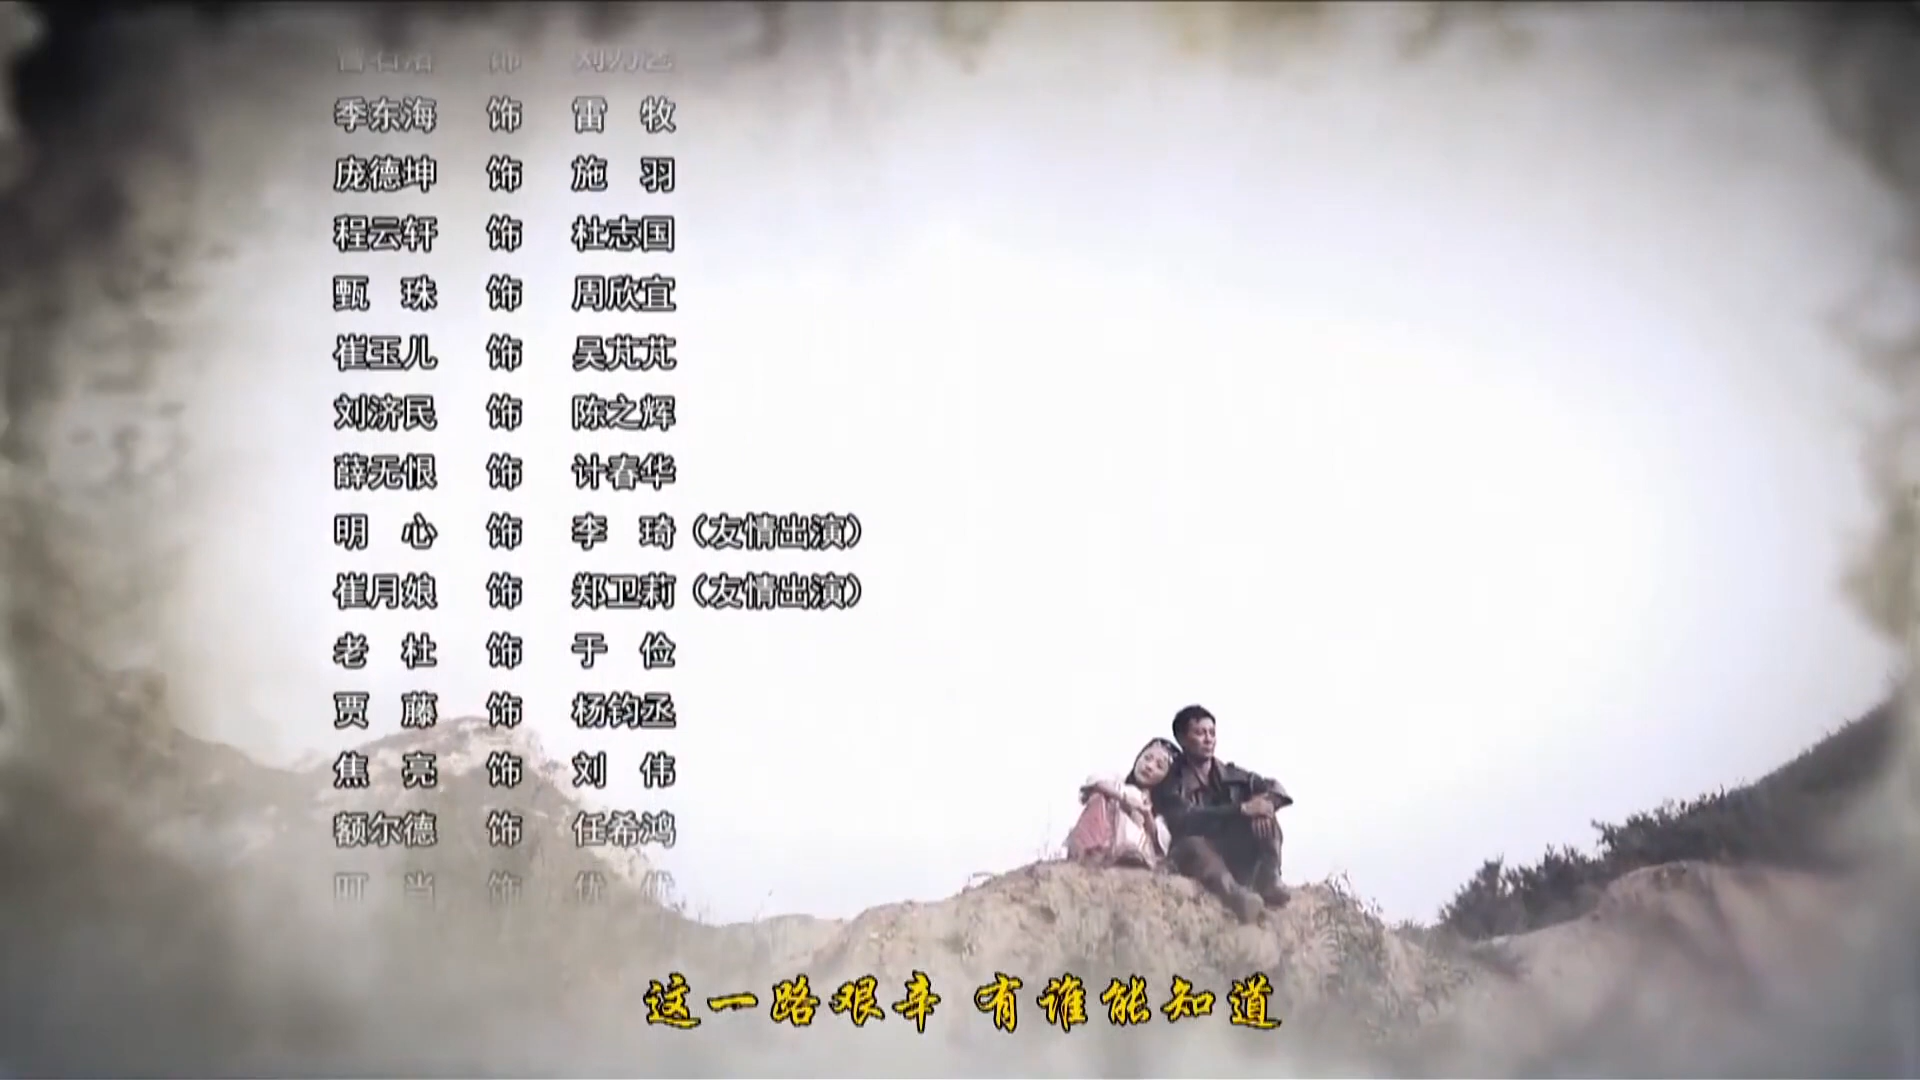 季东海 饰 雷 牧
庞德坤 饰 施 羽
程云轩 饰 杜志国
甄 珠 饰 周欣宜
崔玉儿 饰 吴芃芃
刘济民 饰 陈之辉
薛无恨 饰 计春华
明 心 饰 李 琦（友情出演）
崔月娘 饰 郑卫莉（友情出演）
老 杜 饰 于 俭
贾 藤 饰 杨钧丞
焦 亮 饰 刘 伟
额尔德 饰 任希鸿
叮 当 饰 优 优
这一路艰辛 有谁能知道